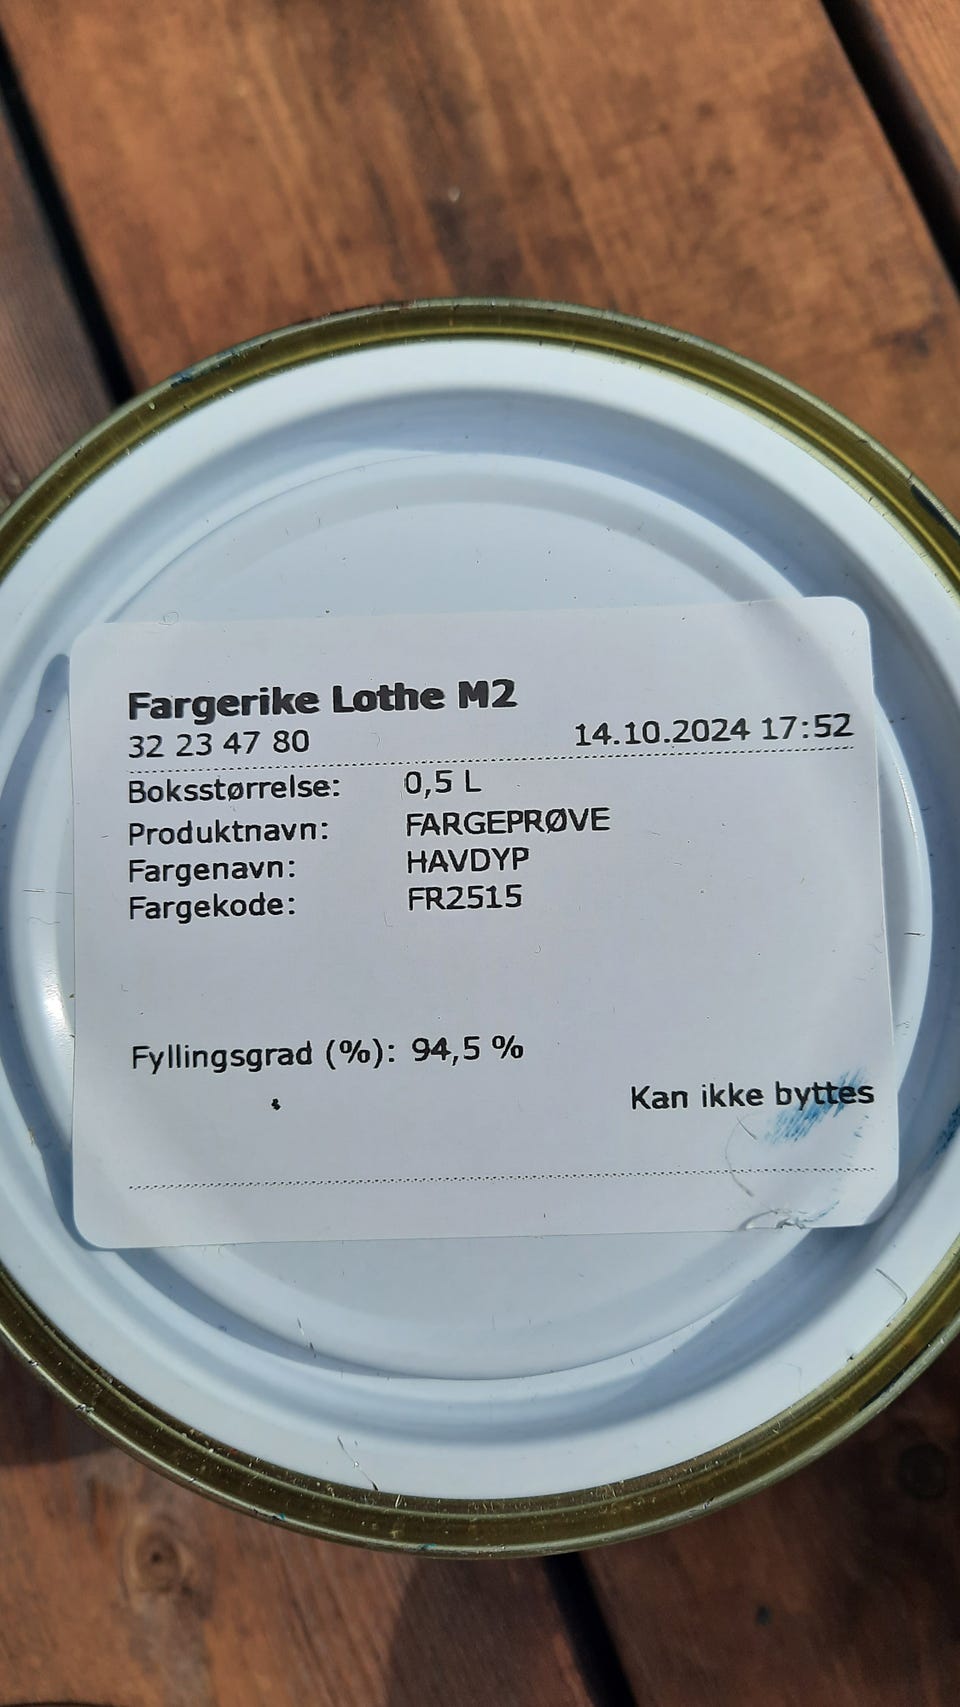 Fargerike Lothe M2
32 23 47 80 14.10.2024 17:52
Boksstørrelse: 0,5 L
Produktnavn: FARGEPRØVE
Fargenavn: HAVDYP
Fargekode: FR2515
Fyllingsgrad (%): 94,5 %
Kan ikke byttes